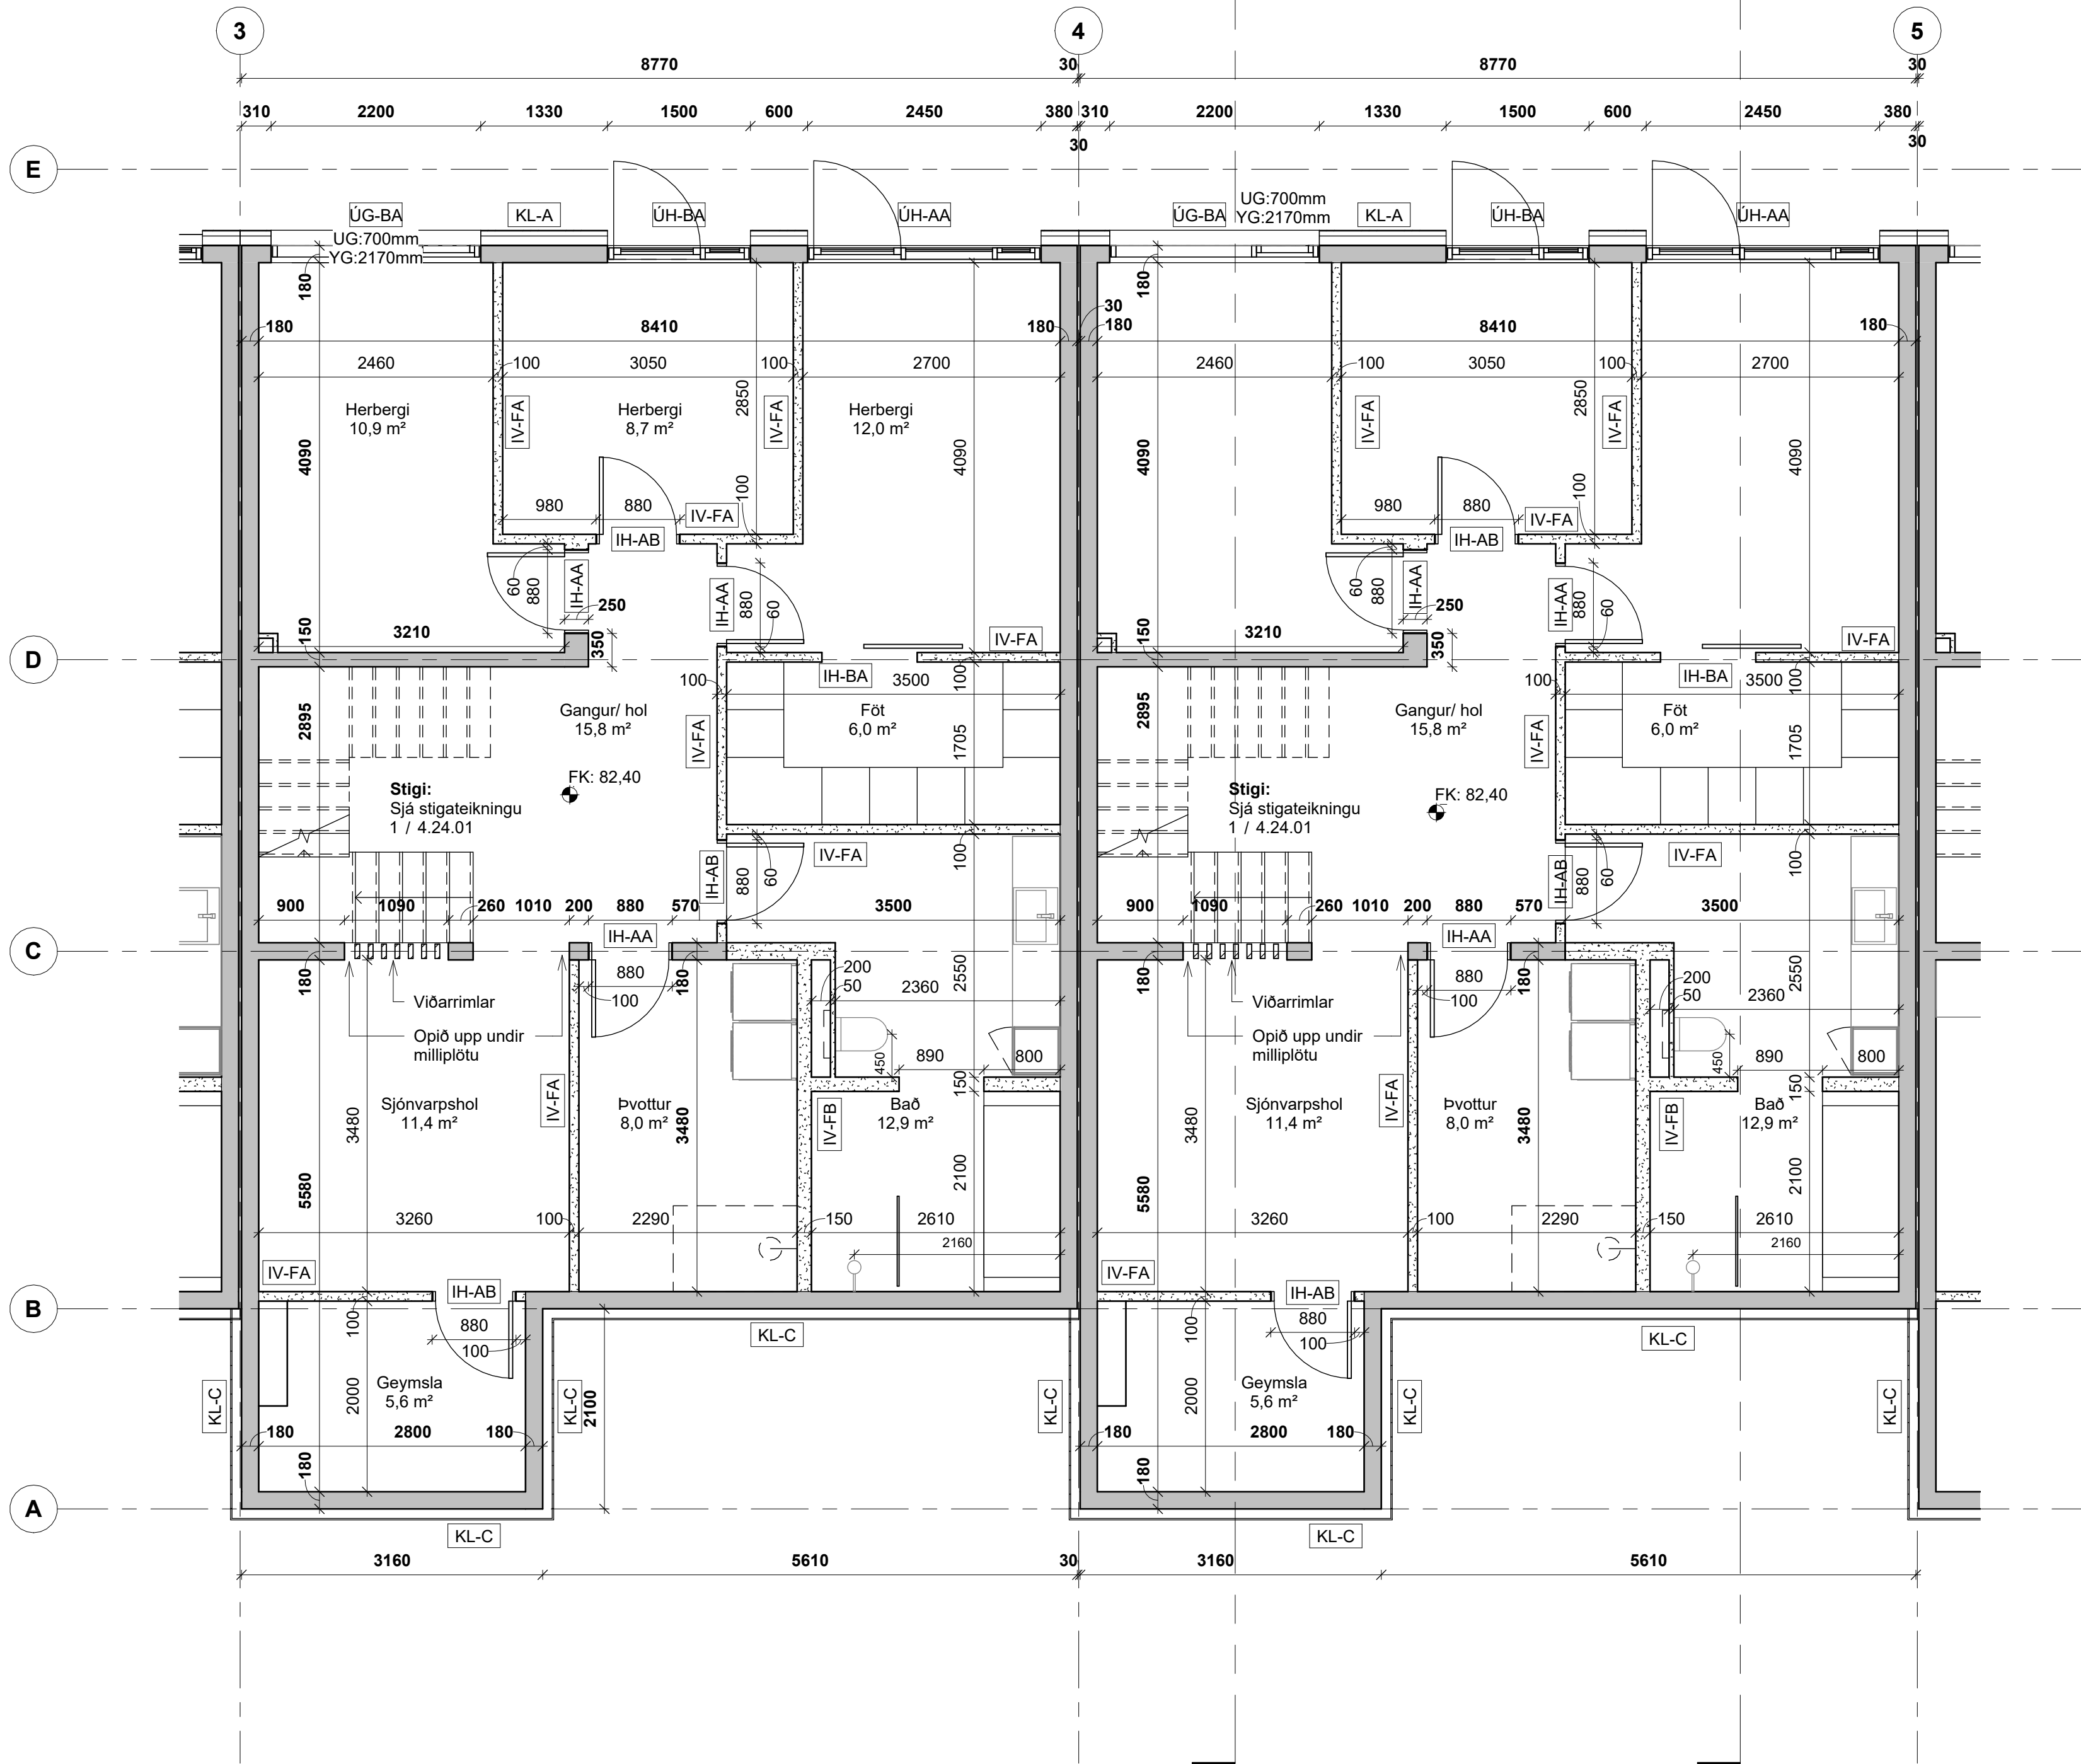 3
4
5
8770
30
8770
30
310
2200
1330
1500
600
2450
380
310
2200
1330
1500
600
2450
380
30
30
E
ÚG-BA
KL-A
ÚH-BA
ÚH-AA
ÚG-BA
UG:700mm
YG:2170mm
KL-A
ÚH-BA
ÚH-AA
UG:700mm
YG:2170mm
180
180
30
180
8410
180
180
8410
180
2460
100
3050
100
2700
2460
100
3050
100
2700
Herbergi
10,9 m²
Herbergi
8,7 m²
Herbergi
12,0 m²
IV-FA
IV-FA
2850
IV-FA
IV-FA
2850
4090
4090
4090
4090
980
880
100
IV-FA
IH-AB
980
880
100
IV-FA
IH-AB
60
880
IH-AA
250
IH-AA
880
60
60
880
IH-AA
250
IH-AA
880
60
D
150
3210
350
IV-FA
150
3210
350
IV-FA
100
IH-BA
3500
100
100
IH-BA
3500
100
2895
Gangur/ hol
15,8 m²
IV-FA
Föt
6,0 m²
1705
2895
Gangur/ hol
15,8 m²
IV-FA
Föt
6,0 m²
1705
FK: 82,40
FK: 82,40
Stigi:
Sjá stigateikningu
1 / 4.24.01
Stigi:
Sjá stigateikningu
1 / 4.24.01
IV-FA
100
IV-FA
100
IH-AB
880
60
IH-AB
880
60
900
1090
260
1010
200
880
570
3500
900
1090
260
1010
200
880
570
3500
C
IH-AA
IH-AA
180
880
100
180
200
50
2360
2550
180
880
100
180
200
50
2360
2550
Viðarrimlar
Viðarrimlar
Opið upp undir
milliplötu
Opið upp undir
milliplötu
450
890
800
150
450
890
800
150
3480
Sjónvarpshol
11,4 m²
IV-FA
Þvottur
8,0 m²
3480
IV-FB
Bað
12,9 m²
3480
Sjónvarpshol
11,4 m²
IV-FA
Þvottur
8,0 m²
3480
IV-FB
Bað
12,9 m²
5580
2100
5580
2100
3260
100
2290
150
2610
3260
100
2290
150
2610
2160
2160
IV-FA
IH-AB
IV-FA
IH-AB
B
100
880
100
KL-C
100
880
100
KL-C
KL-C
2000
Geymsla
5,6 m²
KL-C
2100
KL-C
2000
Geymsla
5,6 m²
KL-C
KL-C
180
2800
180
180
2800
180
180
180
A
KL-C
KL-C
3160
5610
30
3160
5610